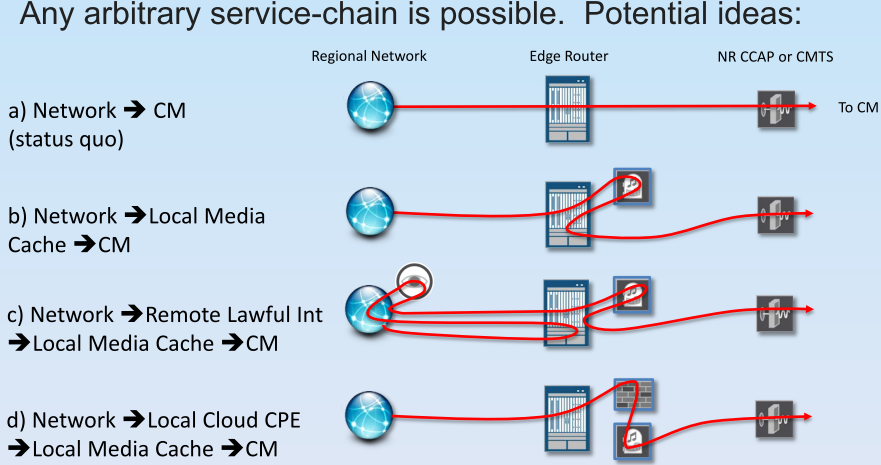 Any arbitrary service-chain is possible.  Potential ideas:
Regional Network
Edge Router
NR CCAP or CMTS
a) Network ➔ CM
(status quo)
To CM
b) Network ➔Local Media
Cache ➔CM
c) Network ➔Remote Lawful Int
➔Local Media Cache ➔CM
d) Network ➔Local Cloud CPE
➔Local Media Cache ➔CM